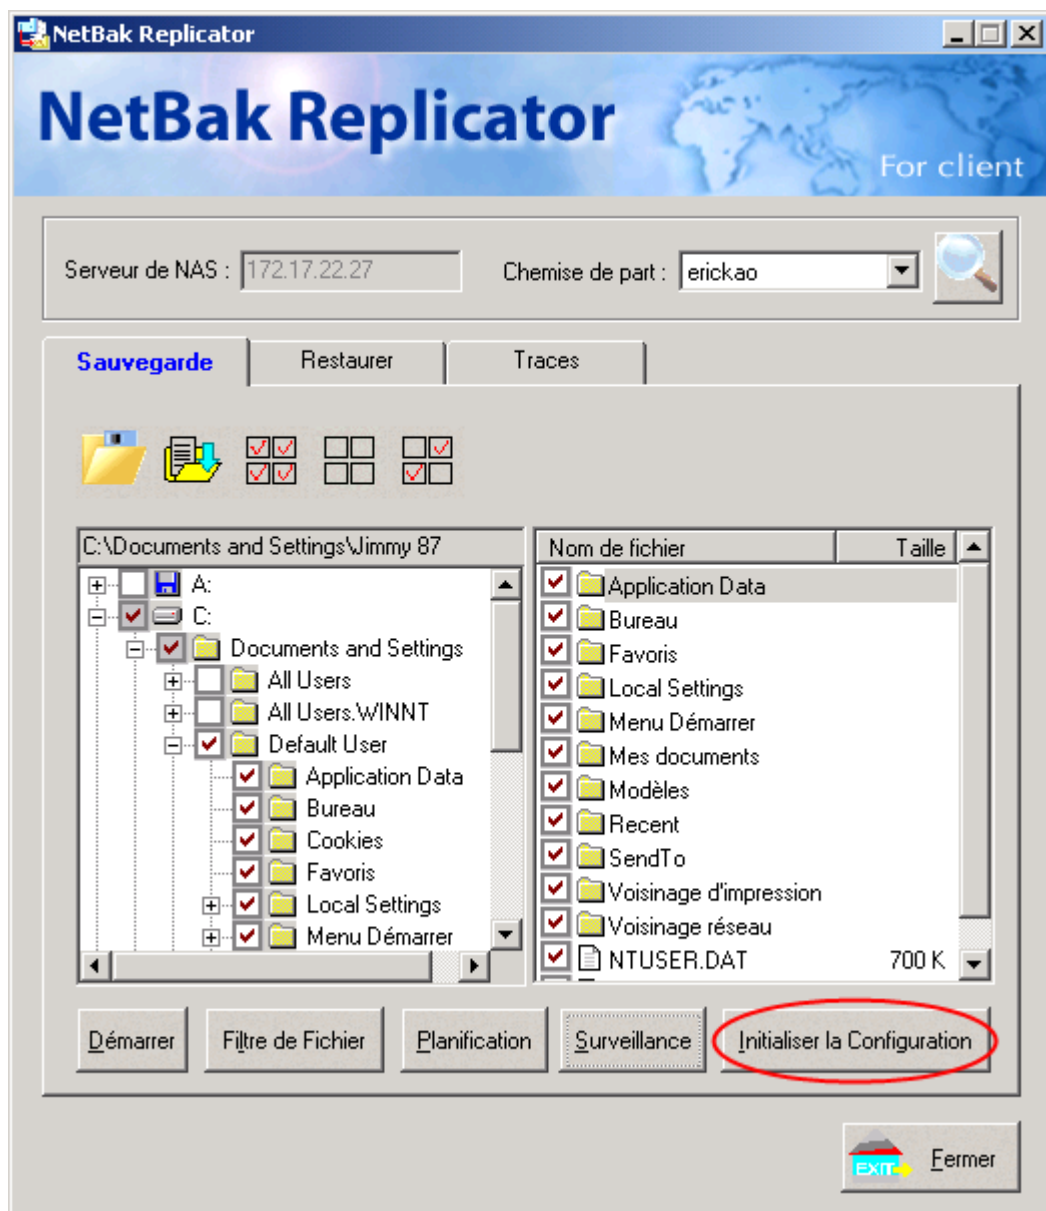 NetBak Replicator
NetBak Replicator
For client
Serveur de NAS : 172.17.22.27 Chemise de part : erickao
Sauvegarde Restaurer Traces
C:\Documents and Settings\Jimmy 87
A:
C:
Documents and Settings
All Users
All Users.WINNT
Default User
Application Data
Bureau
Cookies
Favoris
Local Settings
Menu Démarrer
Nom de fichier Taille
Application Data
Bureau
Favoris
Local Settings
Menu Démarrer
Mes documents
Modèles
Recent
SendTo
Voisinage d'impression
Voisinage réseau
NTUSER.DAT 700 K
Démarrer Filtre de Fichier Planification Surveillance Initialiser la Configuration
EXIT Fermer